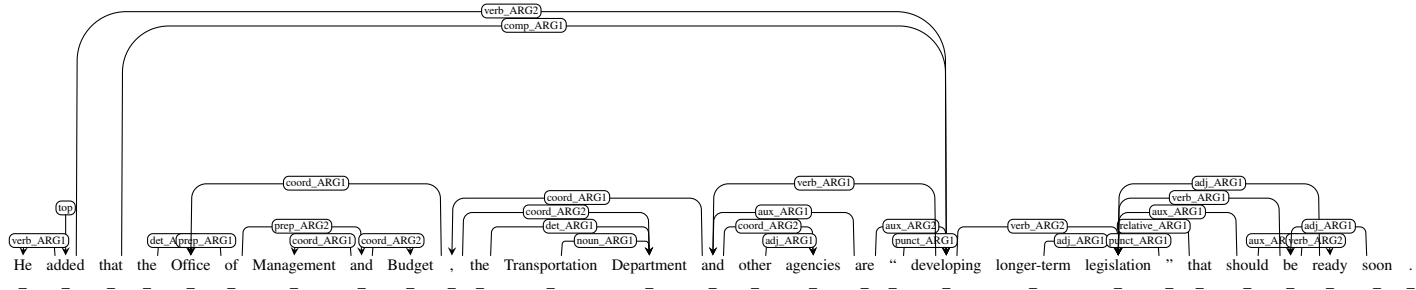 verb_ARG2
comp_ARG1
coord_ARG1 verb_ARG1 adj_ARG1
coord_ARG1 verb_ARG1
top coord_ARG2 aux_ARG1 aux_ARG1
prep_ARG2 det_ARG1 coord_ARG2 aux_ARG2 verb_ARG2 relative_ARG1 adj_ARG1
verb_ARG1 det_A prep_ARG1 coord_ARG1 coord_ARG2 noun_ARG1 adj_ARG1 punct_ARG1 adj_ARG1 punct_ARG1 aux_AR verb_ARG2
He added that the Office of Management and Budget , the Transportation Department and other agencies are “ developing longer-term legislation ” that should be ready soon .
_ _ _ _ _ _ _ _ _ _ _ _ _ _ _ _ _ _ _ _ _ _ _ _ _ _ _ _